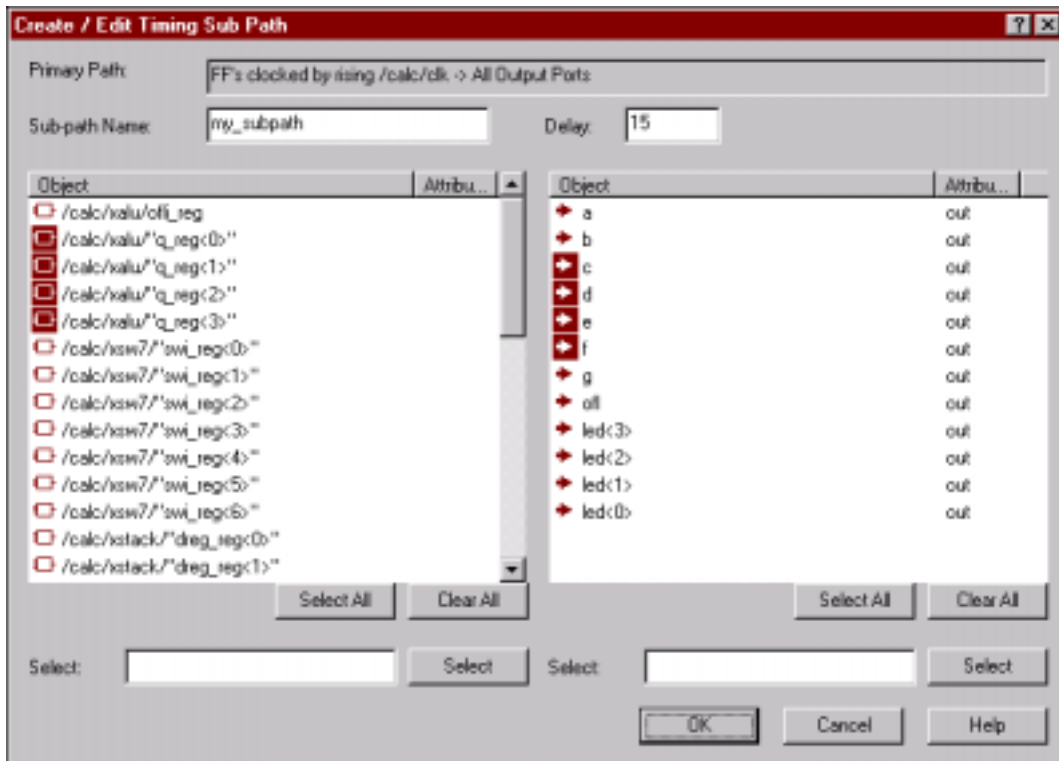 Create / Edit Timing Sub Path
Primary Path: FF's clocked by rising /calc/clk -> All Output Ports
Sub-path Name: my_subpath Delay: 15
Object Attribu... Object Attribu...
/calc/xalu/ofli_reg a out
/calc/xalu/"q_reg<0>" b out
/calc/xalu/"q_reg<1>" c out
/calc/xalu/"q_reg<2>" d out
/calc/xalu/"q_reg<3>" e out
/calc/xsw7/"swi_reg<0>" f out
/calc/xsw7/"swi_reg<1>" g out
/calc/xsw7/"swi_reg<2>" ofl out
/calc/xsw7/"swi_reg<3>" led<3> out
/calc/xsw7/"swi_reg<4>" led<2> out
/calc/xsw7/"swi_reg<5>" led<1> out
/calc/xsw7/"swi_reg<6>" led<0> out
/calc/xstack/"dreg_reg<0>"
/calc/xstack/"dreg_reg<1>"
Select All Clear All Select All Clear All
Select: Select Select: Select
OK Cancel Help